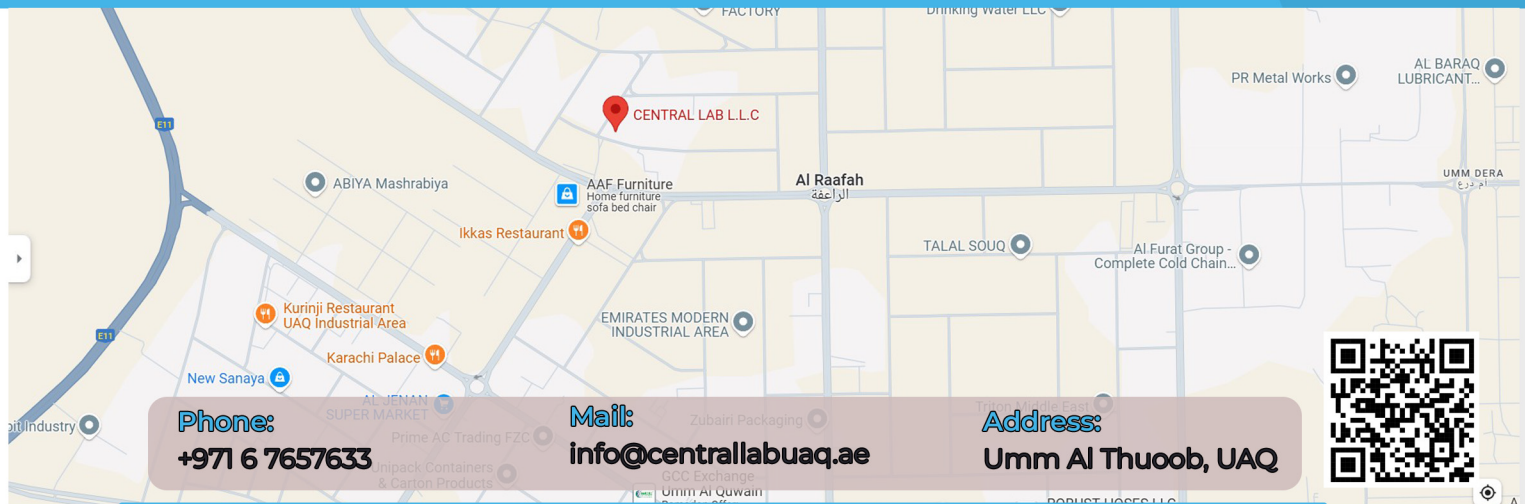 FACTORY
Drinking Water LLC
PR Metal Works
AL BARAQ
LUBRICANT...
CENTRAL LAB L.L.C
E11
ABIYA Mashrabiya
AAF Furniture
Home furniture
sofa bed chair
Al Raafah
الراعفة
UMM DERA
أم درع
Ikkas Restaurant
TALAL SOUQ
Al Furat Group -
Complete Cold Chain...
Kurinji Restaurant
UAQ Industrial Area
EMIRATES MODERN
INDUSTRIAL AREA
E11
Karachi Palace
New Sanaya
AL JENAN
SUPER MARKET
Industry
Prime AC Trading FZC
Zubair Packaging
Triton Middle East
Unipack Containers
& Carton Products
GCC Exchange
Umm Al Quwain
ROBUST HOSES LLC
Phone:
+971 6 7657633
Mail:
info@centrallabuaq.ae
Address:
Umm Al Thuoob, UAQ